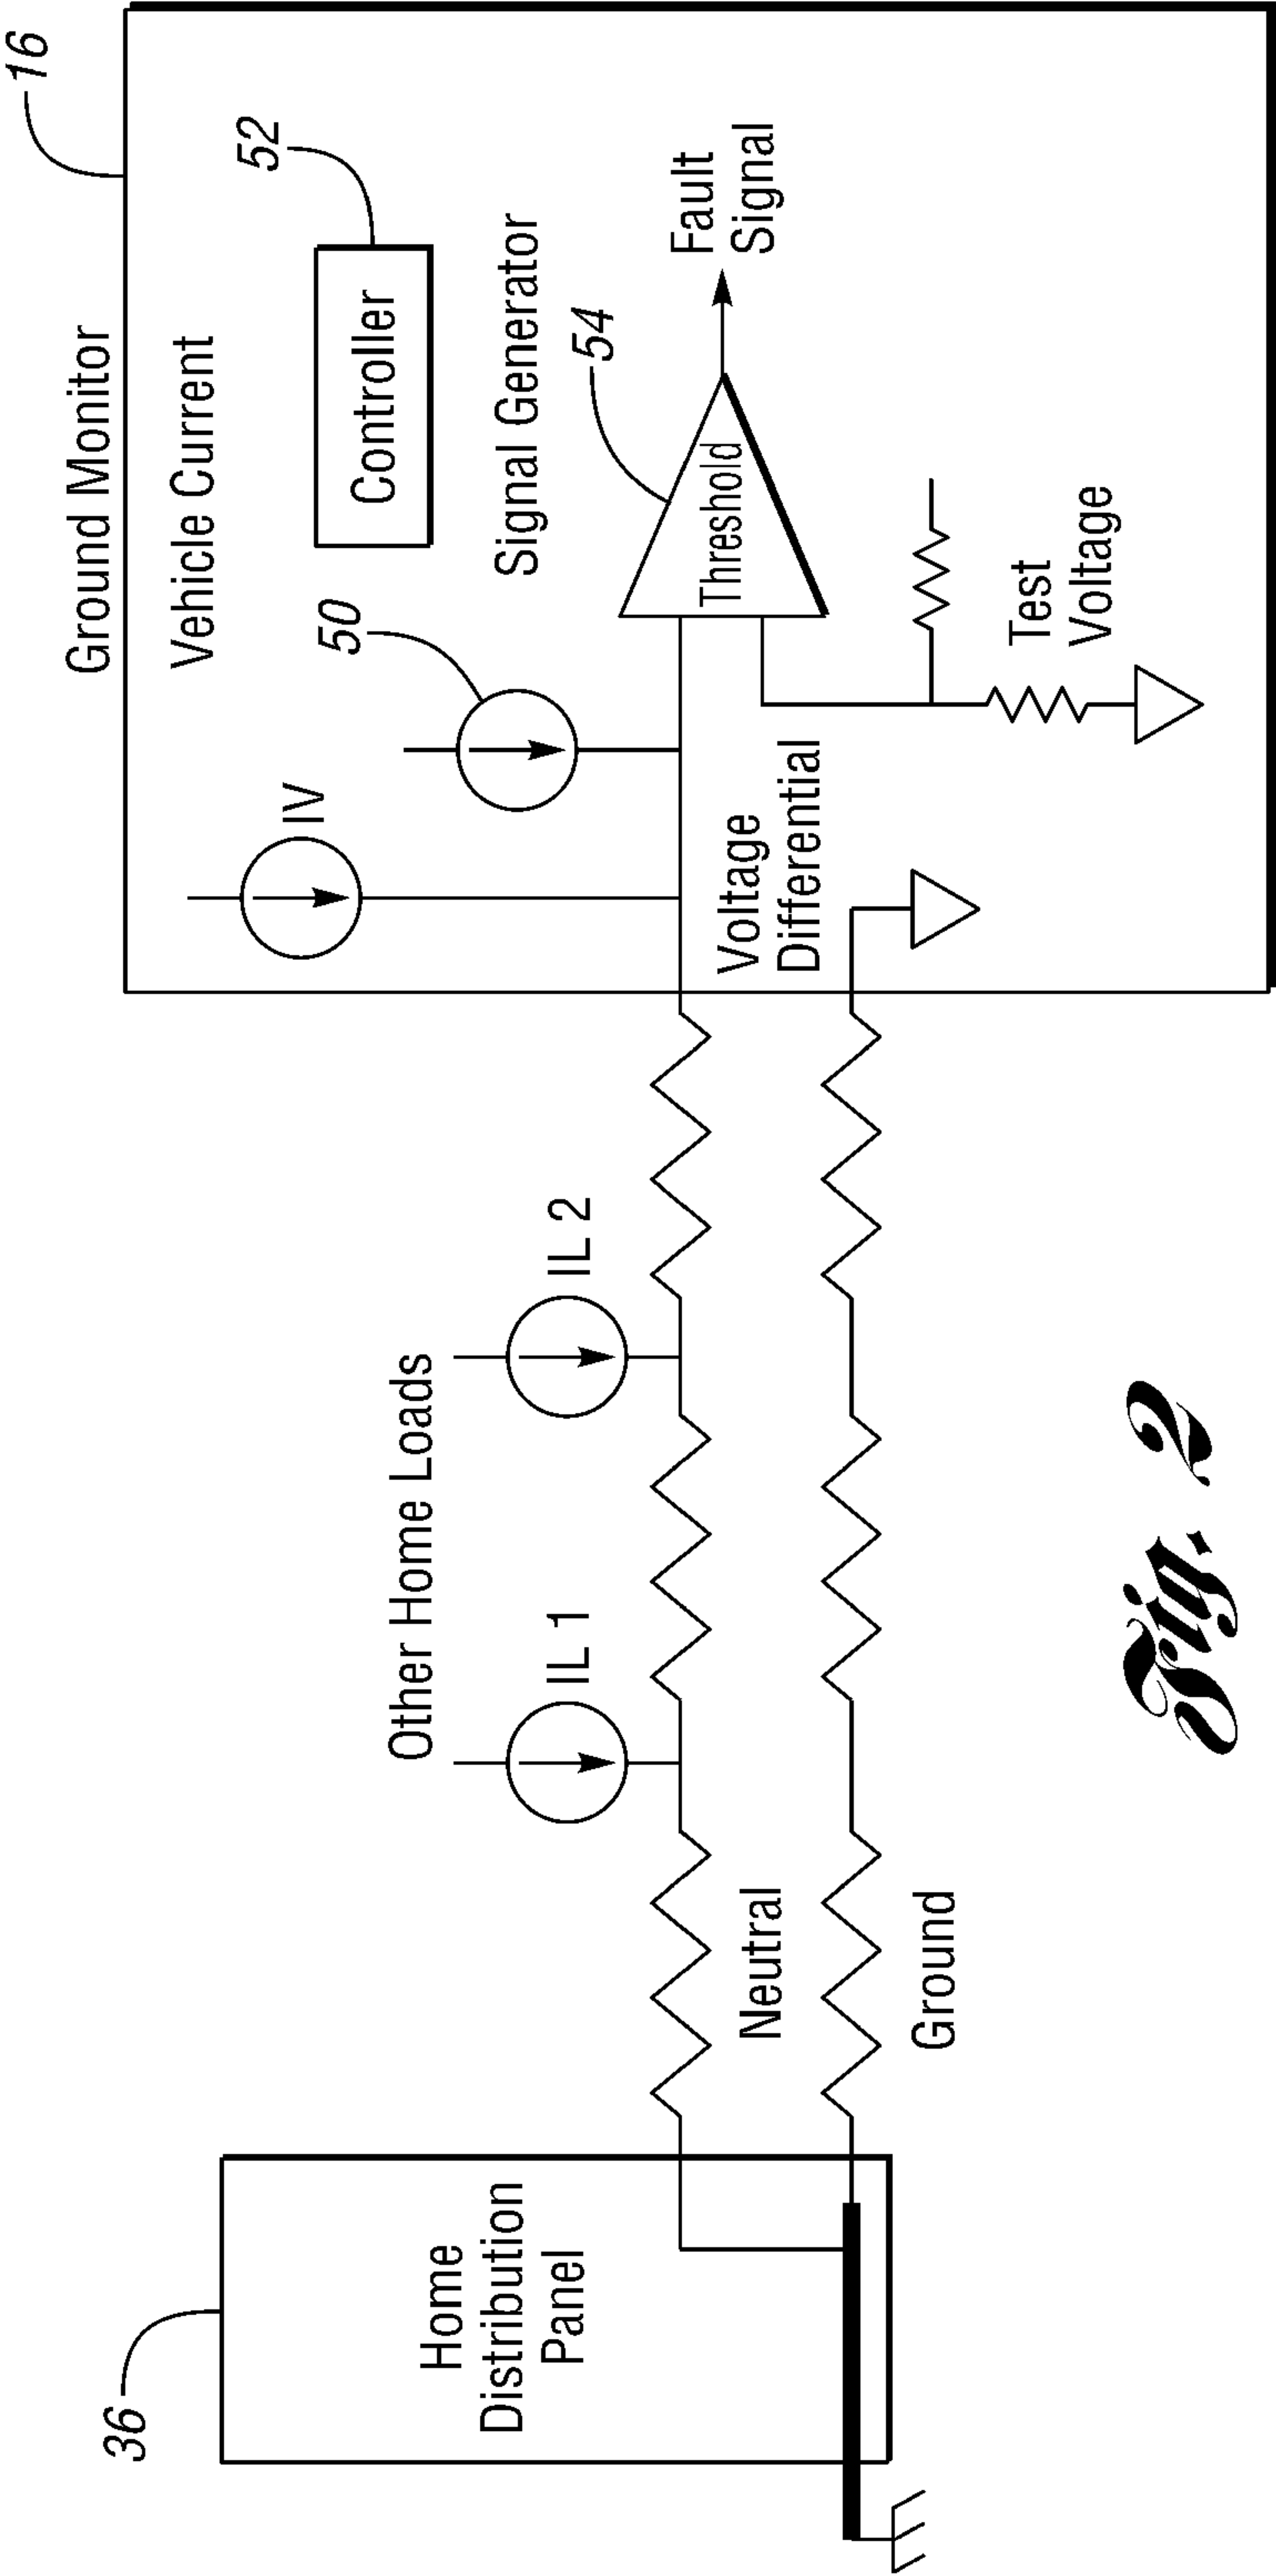 Ground Monitor
16
Vehicle Current
52
Controller
IV
50
Signal Generator
54
Threshold
Fault
Signal
Voltage
Differential
Test
Voltage
Other Home Loads
IL 1
IL 2
Neutral
Ground
36
Home
Distribution
Panel
Fig. 2